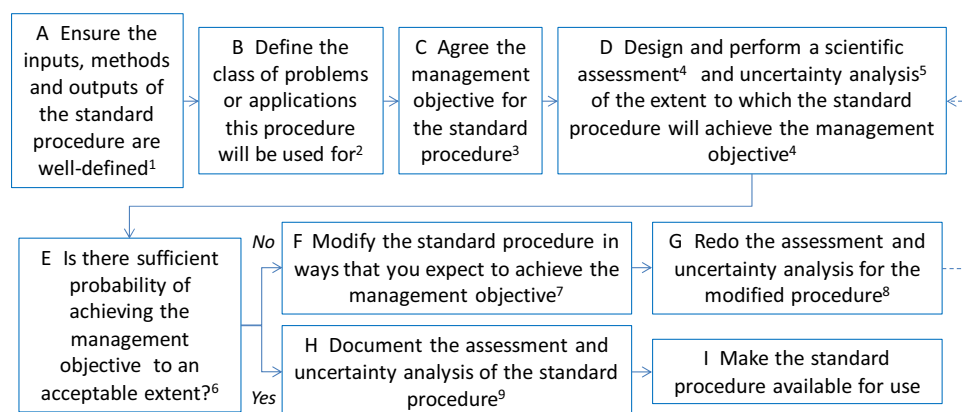 A Ensure the
inputs, methods
and outputs of
the standard
procedure are
well-defined¹
B Define the
class of problems
or applications
this procedure
will be used for²
C Agree the
management
objective for
the standard
procedure³
D Design and perform a scientific
assessment⁴ and uncertainty analysis⁵
of the extent to which the standard
procedure will achieve the management
objective⁴
E Is there sufficient
probability of
achieving the
management
objective to an
acceptable extent?⁶
No
F Modify the standard procedure in
ways that you expect to achieve the
management objective⁷
G Redo the assessment and
uncertainty analysis for the
modified procedure⁸
Yes
H Document the assessment and
uncertainty analysis of the standard
procedure⁹
I Make the standard
procedure available for use